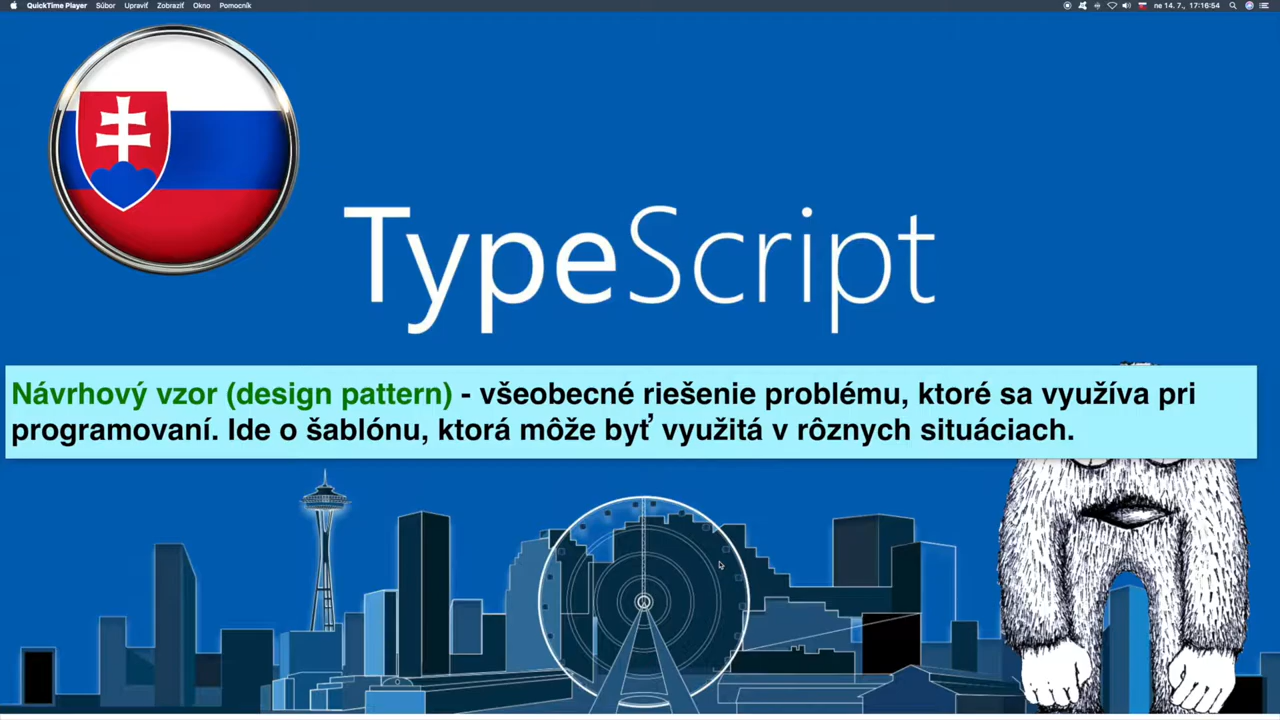 QuickTime Player Súbor Upraviť Zobraziť Okno Pomocník
ne 14. 7., 17:16:54
TypeScript
Návrhový vzor (design pattern) - všeobecné riešenie problému, ktoré sa využíva pri
programovaní. Ide o šablónu, ktorá môže byť využitá v rôznych situáciach.